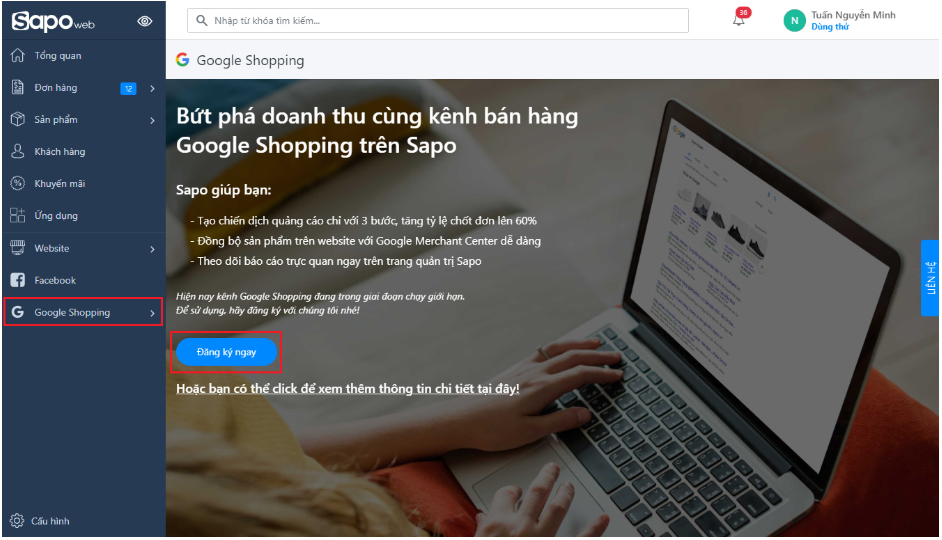 Sapo web
Nhập từ khóa tìm kiếm...
36
N
Tuấn Nguyễn Minh
Dùng thử
Tổng quan
Đơn hàng
12
Sản phẩm
Khách hàng
Khuyến mãi
Ứng dụng
Website
Facebook
Google Shopping
Cấu hình
Google Shopping
Bứt phá doanh thu cùng kênh bán hàng
Google Shopping trên Sapo
Sapo giúp bạn:
- Tạo chiến dịch quảng cáo chỉ với 3 bước, tăng tỷ lệ chốt đơn lên 60%
- Đồng bộ sản phẩm trên website với Google Merchant Center dễ dàng
- Theo dõi báo cáo trực quan ngay trên trang quản trị Sapo
Hiện nay kênh Google Shopping đang trong giai đoạn chạy giới hạn.
Để sử dụng, hãy đăng ký với chúng tôi nhé!
Đăng ký ngay
Hoặc bạn có thể click để xem thêm thông tin chi tiết tại đây!
LIÊN HỆ